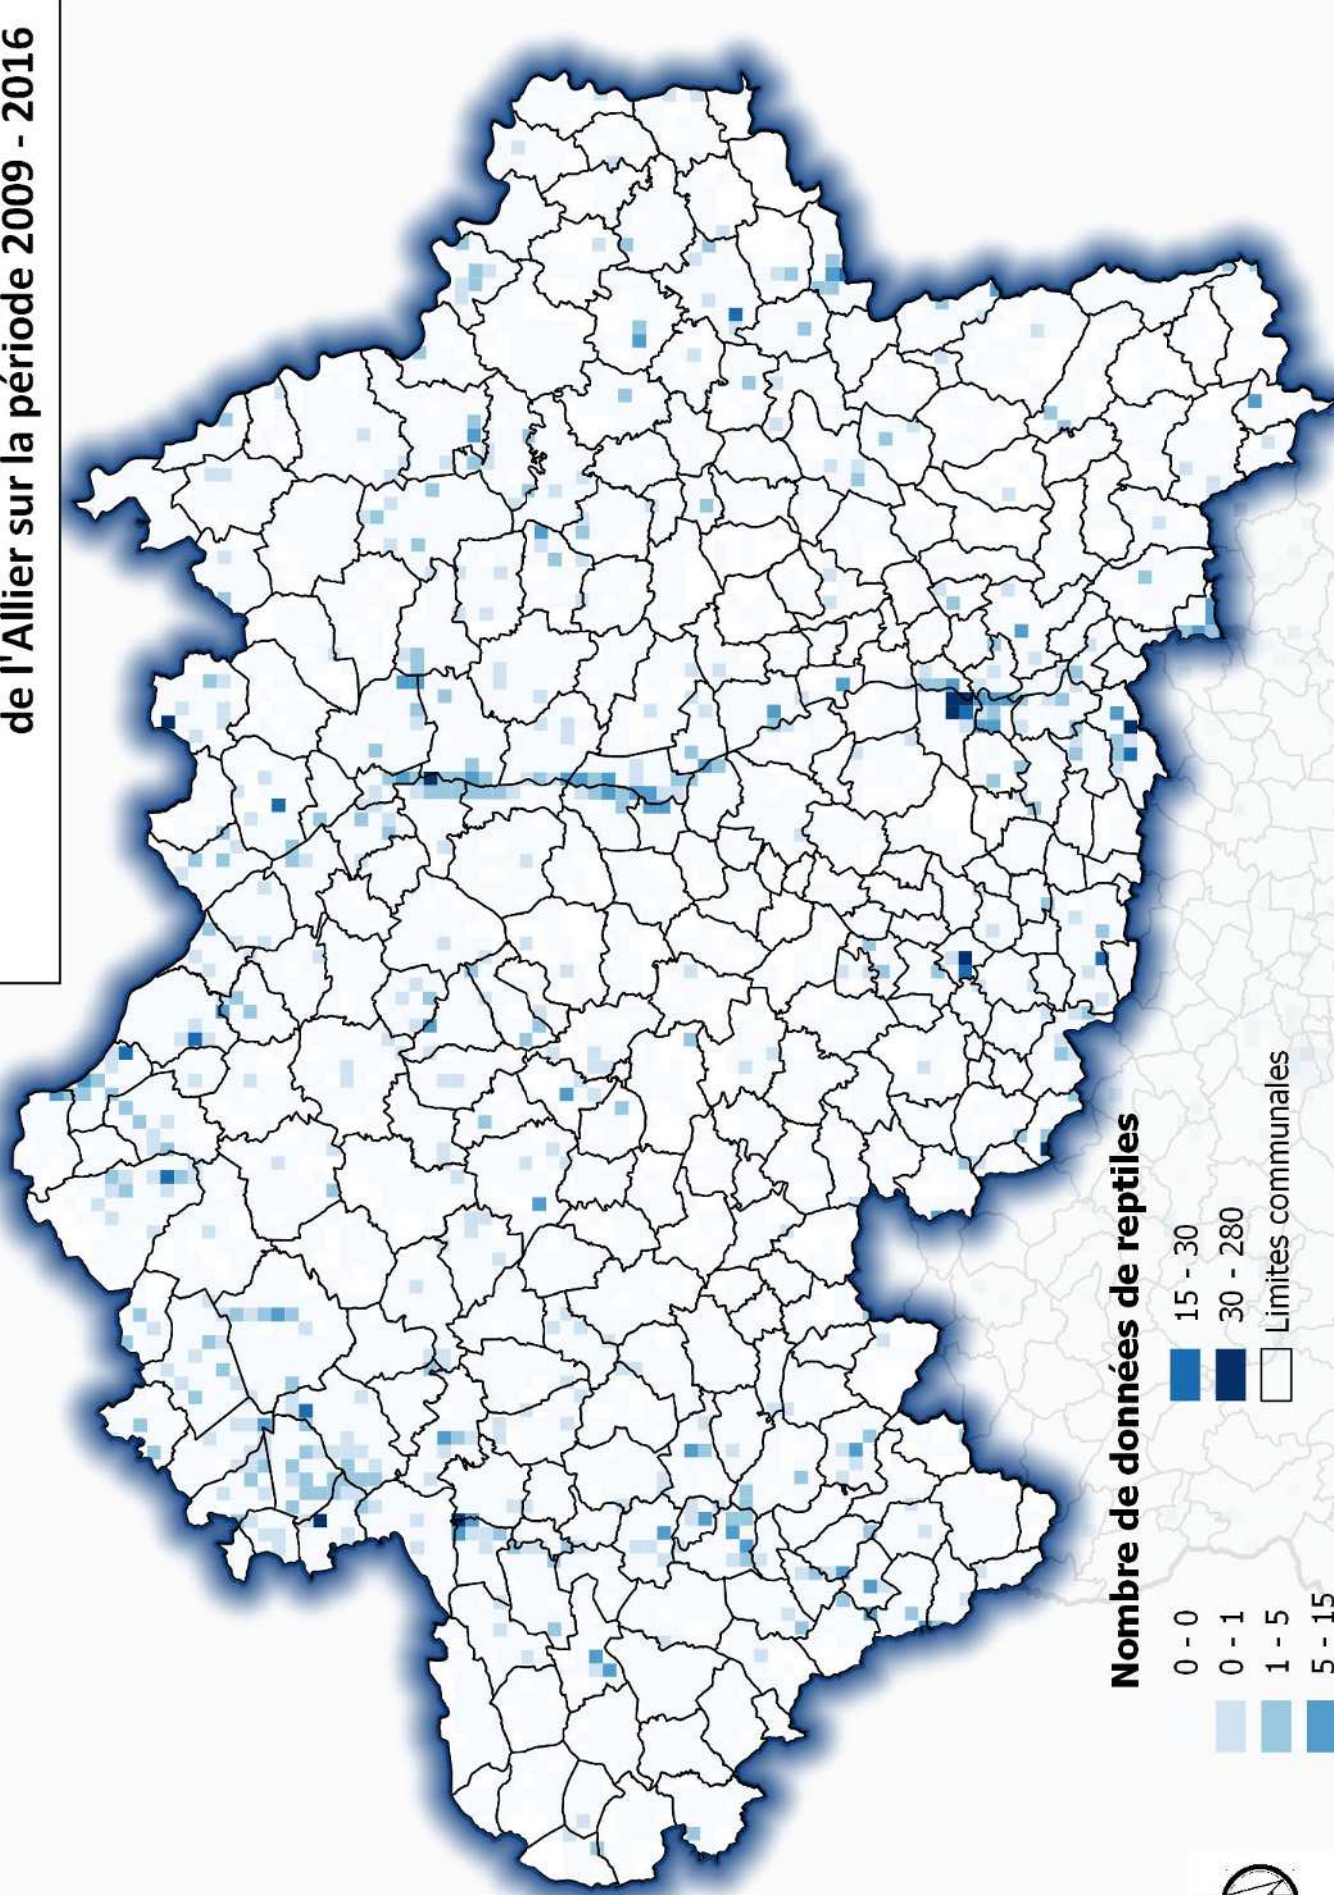 de l'Allier sur la période 2009 - 2016
Nombre de données de reptiles
0 - 0
0 - 1
1 - 5
5 - 15
15 - 30
30 - 280
Limites communales